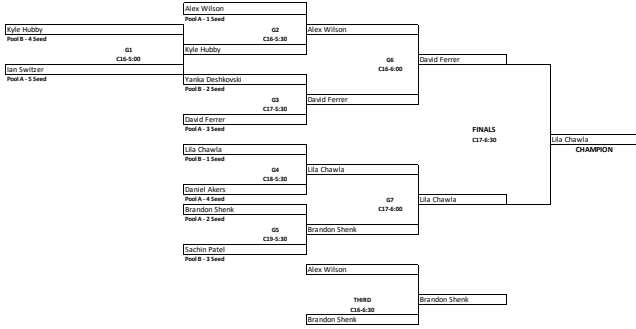 Alex Wilson
Pool A - 1 Seed
Kyle Hubby
Pool B - 4 Seed
G2
C16-5:30
Alex Wilson
G1
C16-5:00
Kyle Hubby
Ian Switzer
Pool A - 5 Seed
G6
C16-6:00
David Ferrer
Yanka Deshkovski
Pool B - 2 Seed
G3
C17-5:30
David Ferrer
David Ferrer
Pool A - 3 Seed
FINALS
C17-6:30
Lila Chawla
CHAMPION
Lila Chawla
Pool B - 1 Seed
G4
C18-5:30
Lila Chawla
Daniel Akers
Pool A - 4 Seed
G7
C17-6:00
Lila Chawla
Brandon Shenk
Pool A - 2 Seed
G5
C19-5:30
Brandon Shenk
Sachin Patel
Pool B - 3 Seed
Alex Wilson
THIRD
C16-6:30
Brandon Shenk
Brandon Shenk